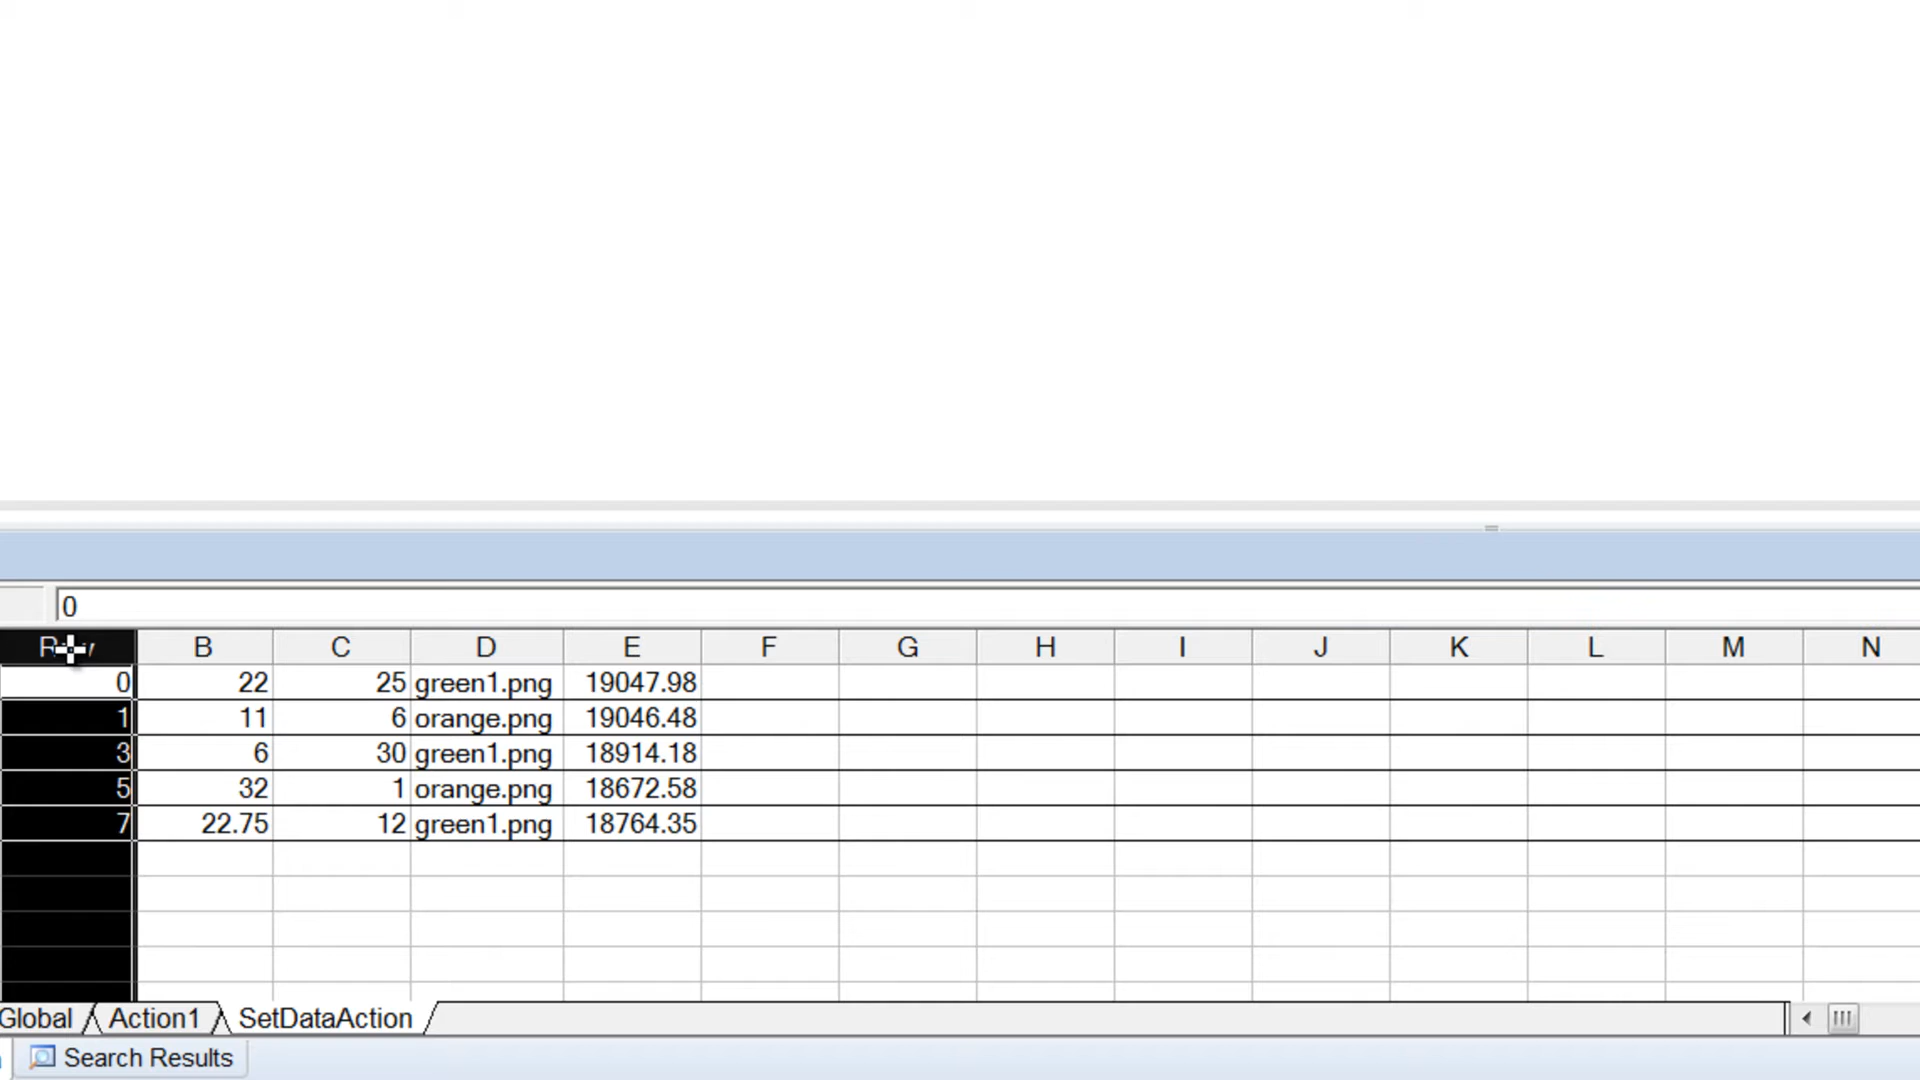 0
Row B C D E F G H I J K L M N
0 22 25 green1.png 19047.98
1 11 6 orange.png 19046.48
3 6 30 green1.png 18914.18
5 32 1 orange.png 18672.58
7 22.75 12 green1.png 18764.35
Global Action1 SetDataAction
Search Results